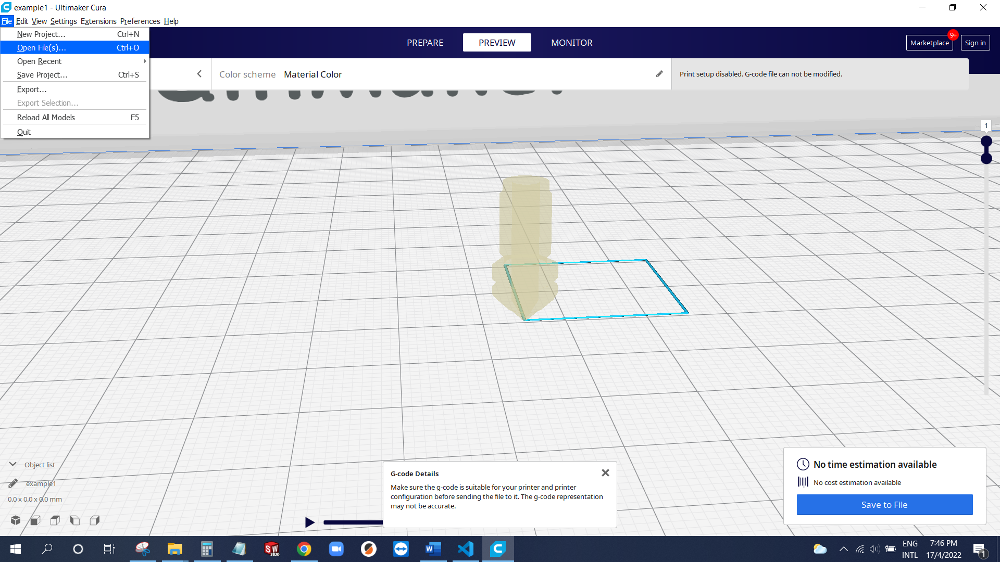 example1 - Ultimaker Cura
File Edit View Settings Extensions Preferences Help
New Project... Ctrl+N
Open File(s)... Ctrl+O
Open Recent
Save Project... Ctrl+S
Export...
Export Selection...
Reload All Models F5
Quit
PREPARE PREVIEW MONITOR
Marketplace 9+ Sign in
Color scheme Material Color
Print setup disabled. G-code file can not be modified.
1
Object list
example1
0.0 x 0.0 x 0.0 mm
G-code Details
Make sure the g-code is suitable for your printer and printer
configuration before sending the file to it. The g-code representation
may not be accurate.
No time estimation available
No cost estimation available
Save to File
SW
2020
W
ENG
INTL
7:46 PM
17/4/2022
1